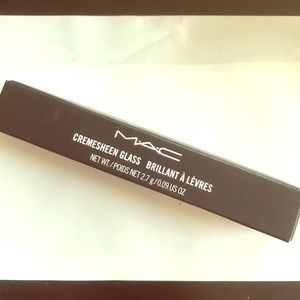 MAC
CREMESHEEN GLASS BRILLANT À LÈVRES
NET WT./POIDS NET 2.7 g/0.09 US OZ